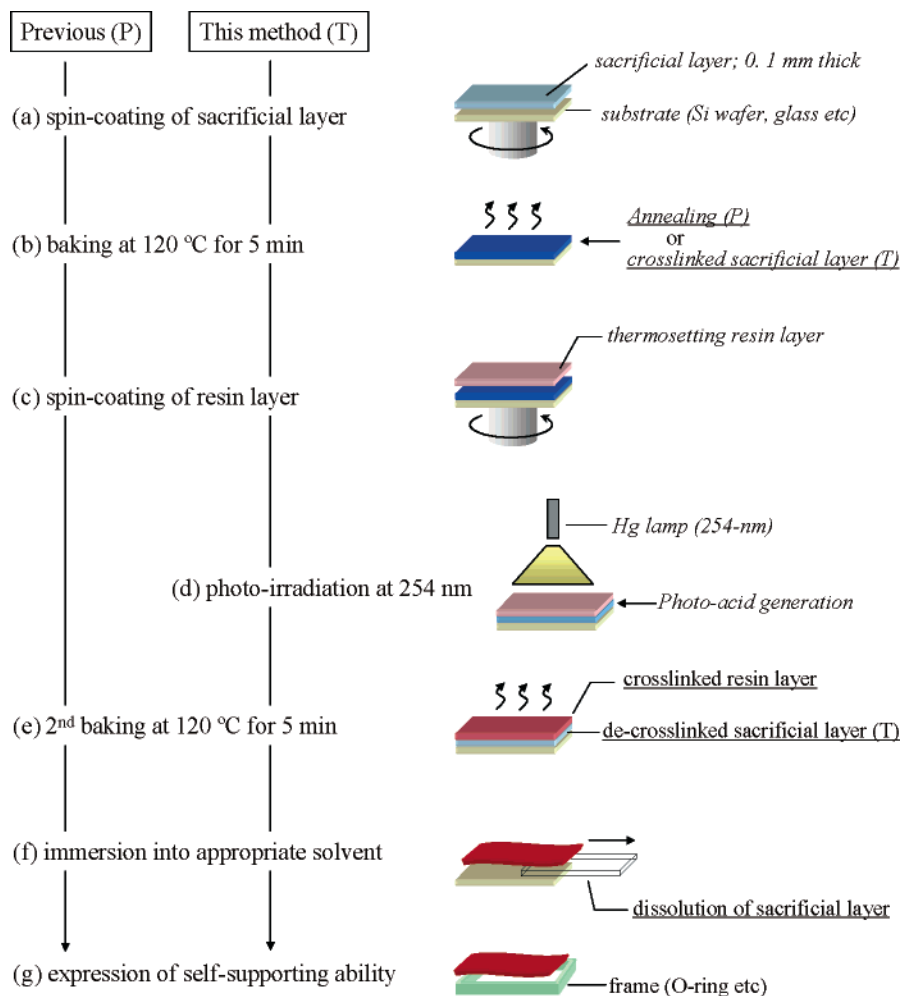 Previous (P)
This method (T)
sacrificial layer; 0. 1 mm thick
(a) spin-coating of sacrificial layer
substrate (Si wafer, glass etc)
Annealing (P)
or
(b) baking at 120 °C for 5 min
crosslinked sacrificial layer (T)
thermosetting resin layer
(c) spin-coating of resin layer
Hg lamp (254-nm)
(d) photo-irradiation at 254 nm
Photo-acid generation
crosslinked resin layer
(e) 2nd baking at 120 °C for 5 min
de-crosslinked sacrificial layer (T)
(f) immersion into appropriate solvent
dissolution of sacrificial layer
(g) expression of self-supporting ability
frame (O-ring etc)